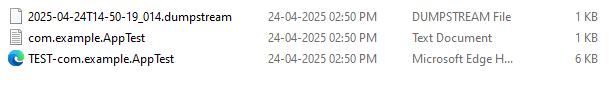 2025-04-24T14-50-19_014.dumpstream 24-04-2025 02:50 PM DUMPSTREAM File 1 KB
com.example.AppTest 24-04-2025 02:50 PM Text Document 1 KB
TEST-com.example.AppTest 24-04-2025 02:50 PM Microsoft Edge H... 6 KB